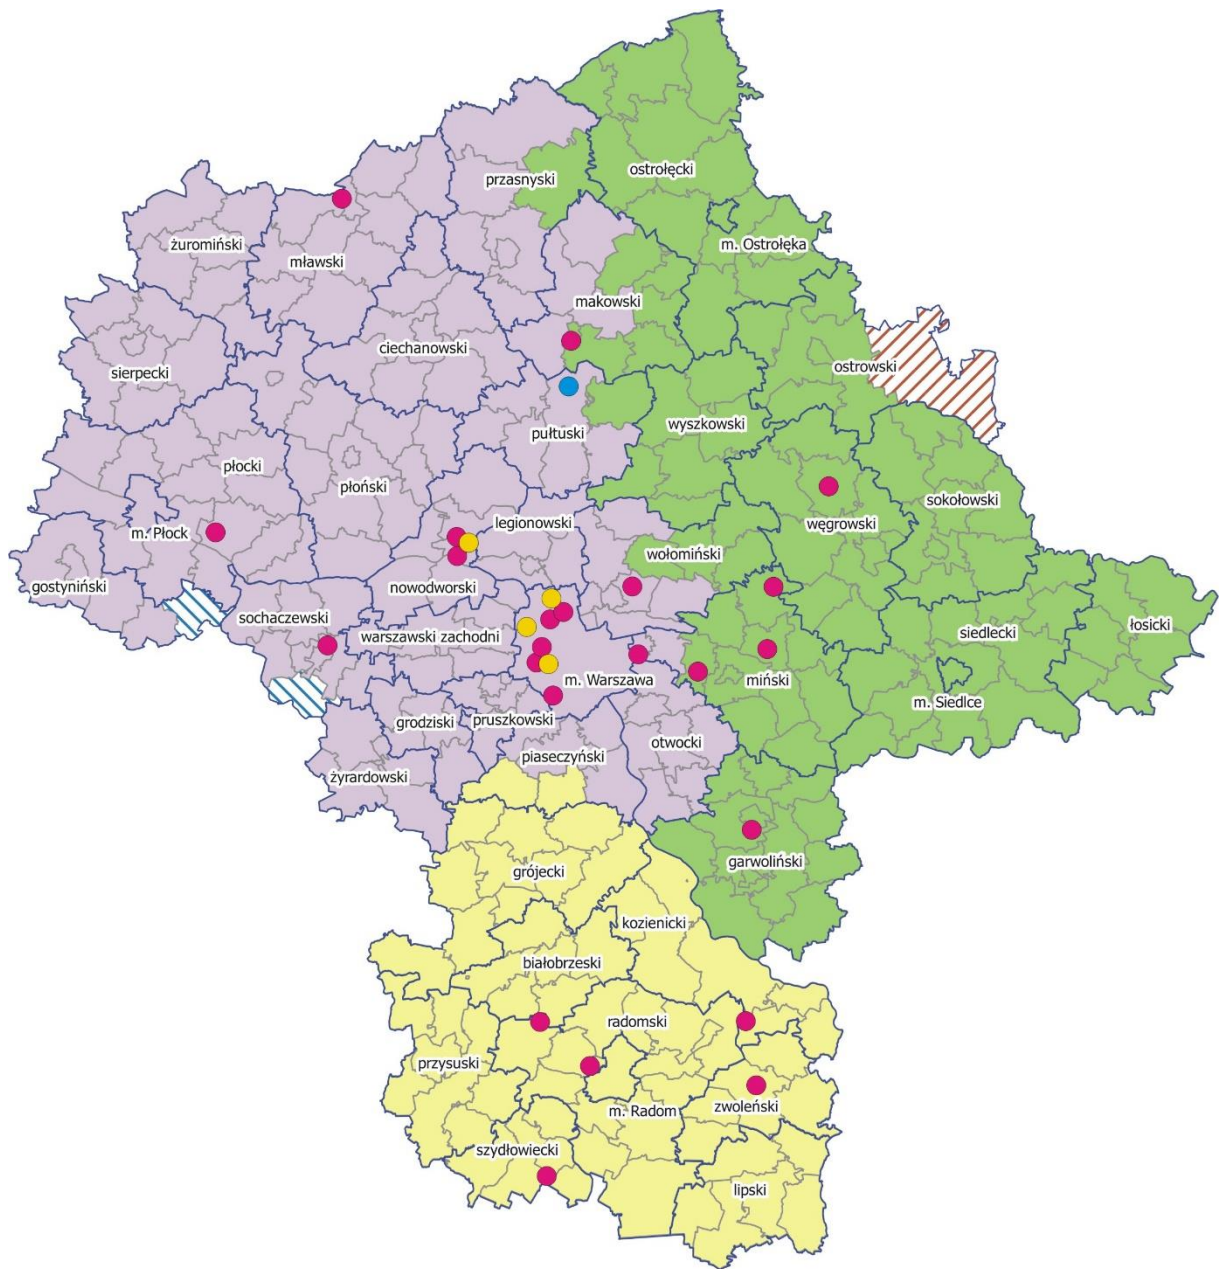 ostrołęcki
przasnyski
żuromiński
m. Ostrołęka
mławski
makowski
ciechanowski
sierpecki
ostrowski
wyszkowski
pułtuski
płocki
płoński
sokołowski
legionowski
węgrowski
m. Płock
wołomiński
gostyniński
nowodworski
sochaczewski
warszawski zachodni
siedlecki
łosicki
m. Warszawa
miński
m. Siedlce
grodziski
pruszkowski
otwocki
piaseczyński
żyrardowski
garwoliński
grójecki
kozienicki
białobrzeski
radomski
przysuski
zwoleński
m. Radom
szydłowiecki
lipski